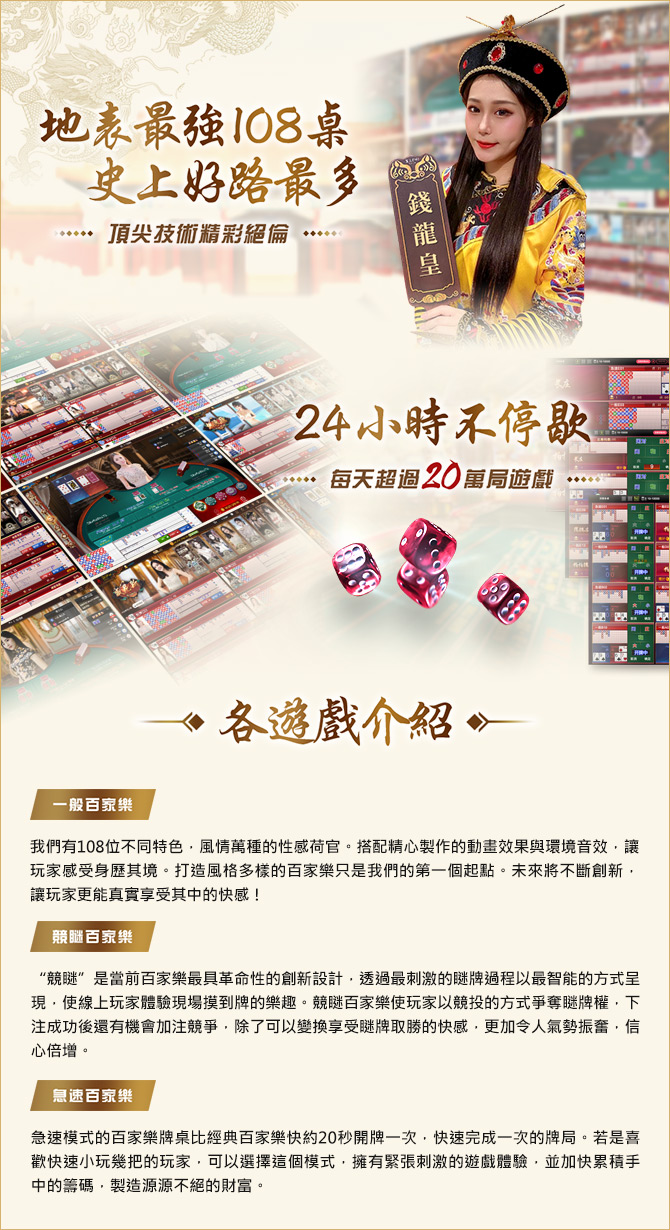 地表最強108桌
史上好路最多
頂尖技術精彩絕倫
錢龍皇
24小時不停歇
每天超過20萬局遊戲
各遊戲介紹
一般百家樂
我們有108位不同特色，風情萬種的性感荷官。搭配精心製作的動畫效果與環境音效，讓
玩家感受身歷其境。打造風格多樣的百家樂只是我們的第一個起點。未來將不斷創新，
讓玩家更能真實享受其中的快感！
競瞇百家樂
“競瞇”是當前百家樂最具革命性的創新設計，透過最刺激的瞇牌過程以最智能的方式呈
現，使線上玩家體驗現場摸到牌的樂趣。競瞇百家樂使玩家以競投的方式爭奪瞇牌權，下
注成功後還有機會加注競爭，除了可以變換享受瞇牌取勝的快感，更加令人氣勢振奮，信
心倍增。
急速百家樂
急速模式的百家樂牌桌比經典百家樂快約20秒開牌一次，快速完成一次的牌局。若是喜
歡快速小玩幾把的玩家，可以選擇這個模式，擁有緊張刺激的遊戲體驗，並加快累積手
中的籌碼，製造源源不絕的財富。